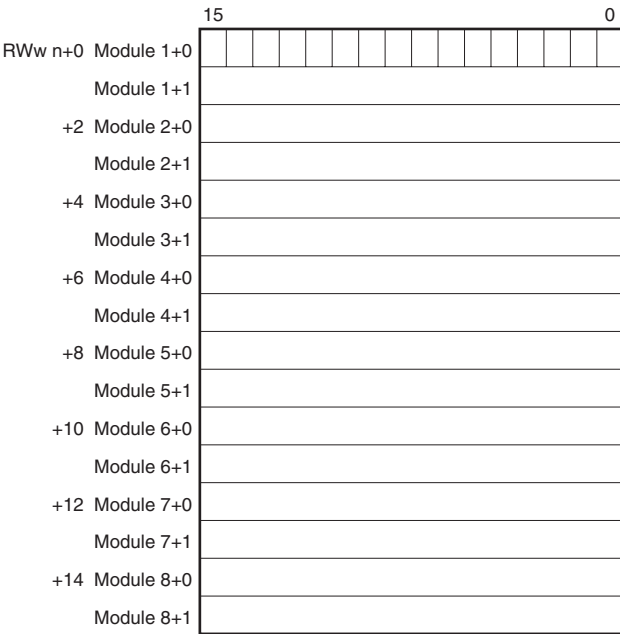 15 0
RWw n+0 Module 1+0
Module 1+1
+2 Module 2+0
Module 2+1
+4 Module 3+0
Module 3+1
+6 Module 4+0
Module 4+1
+8 Module 5+0
Module 5+1
+10 Module 6+0
Module 6+1
+12 Module 7+0
Module 7+1
+14 Module 8+0
Module 8+1